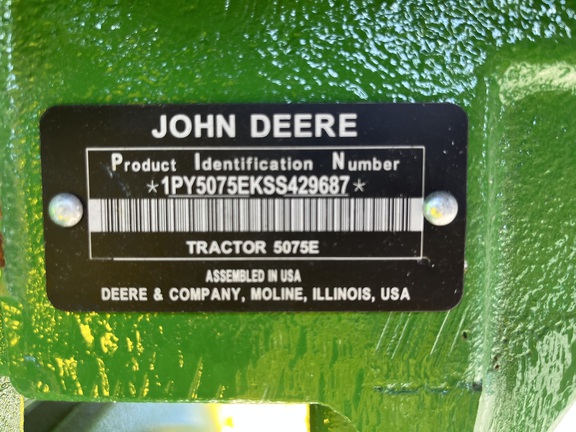 JOHN DEERE
Product Identification Number
*1PY5075EKSS429687*
TRACTOR 5075E
ASSEMBLED IN USA
DEERE & COMPANY, MOLINE, ILLINOIS, USA